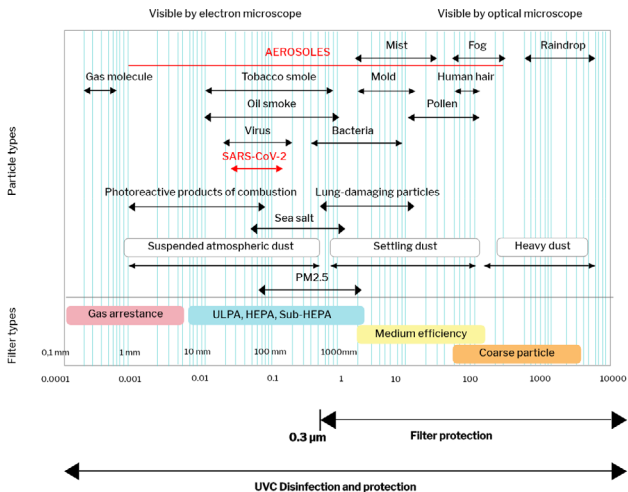 Visible by electron microscope
Visible by optical microscope
Particle types
AEROSOLES
Mist
Fog
Raindrop
Gas molecule
Tobacco smole
Mold
Human hair
Oil smoke
Pollen
Virus
Bacteria
SARS-CoV-2
Photoreactive products of combustion
Lung-damaging particles
Sea salt
Suspended atmospheric dust
Settling dust
Heavy dust
PM2.5
Filter types
Gas arrestance
ULPA, HEPA, Sub-HEPA
Medium efficiency
Coarse particle
0,1 mm
1 mm
10 mm
100 mm
1000mm
0.0001
0.001
0.01
0.1
1
10
100
1000
10000
0.3 µm
Filter protection
UVC Disinfection and protection